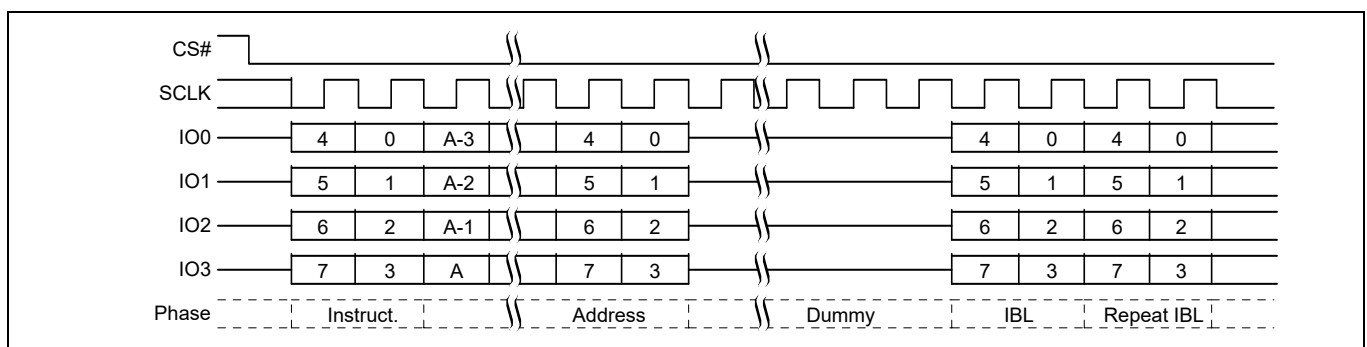 CS#
SCLK
IO0 4 0 A-3 4 0 4 0 4 0
IO1 5 1 A-2 5 1 5 1 5 1
IO2 6 2 A-1 6 2 6 2 6 2
IO3 7 3 A 7 3 7 3 7 3
Phase Instruct. Address Dummy IBL Repeat IBL